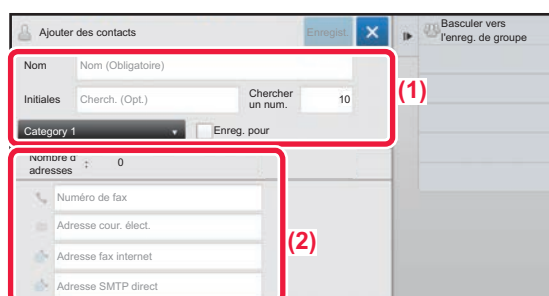 Ajouter des contacts
Enregist.
Basculer vers
l'enreg. de groupe
Nom
Nom (Obligatoire)
Initiales
Cherch. (Opt.)
Chercher
un num.
10
(1)
Category 1
Enreg. pour
Nombre d
adresses
:
0
Numéro de fax
Adresse cour. élect.
(2)
Adresse fax internet
Adresse SMTP direct